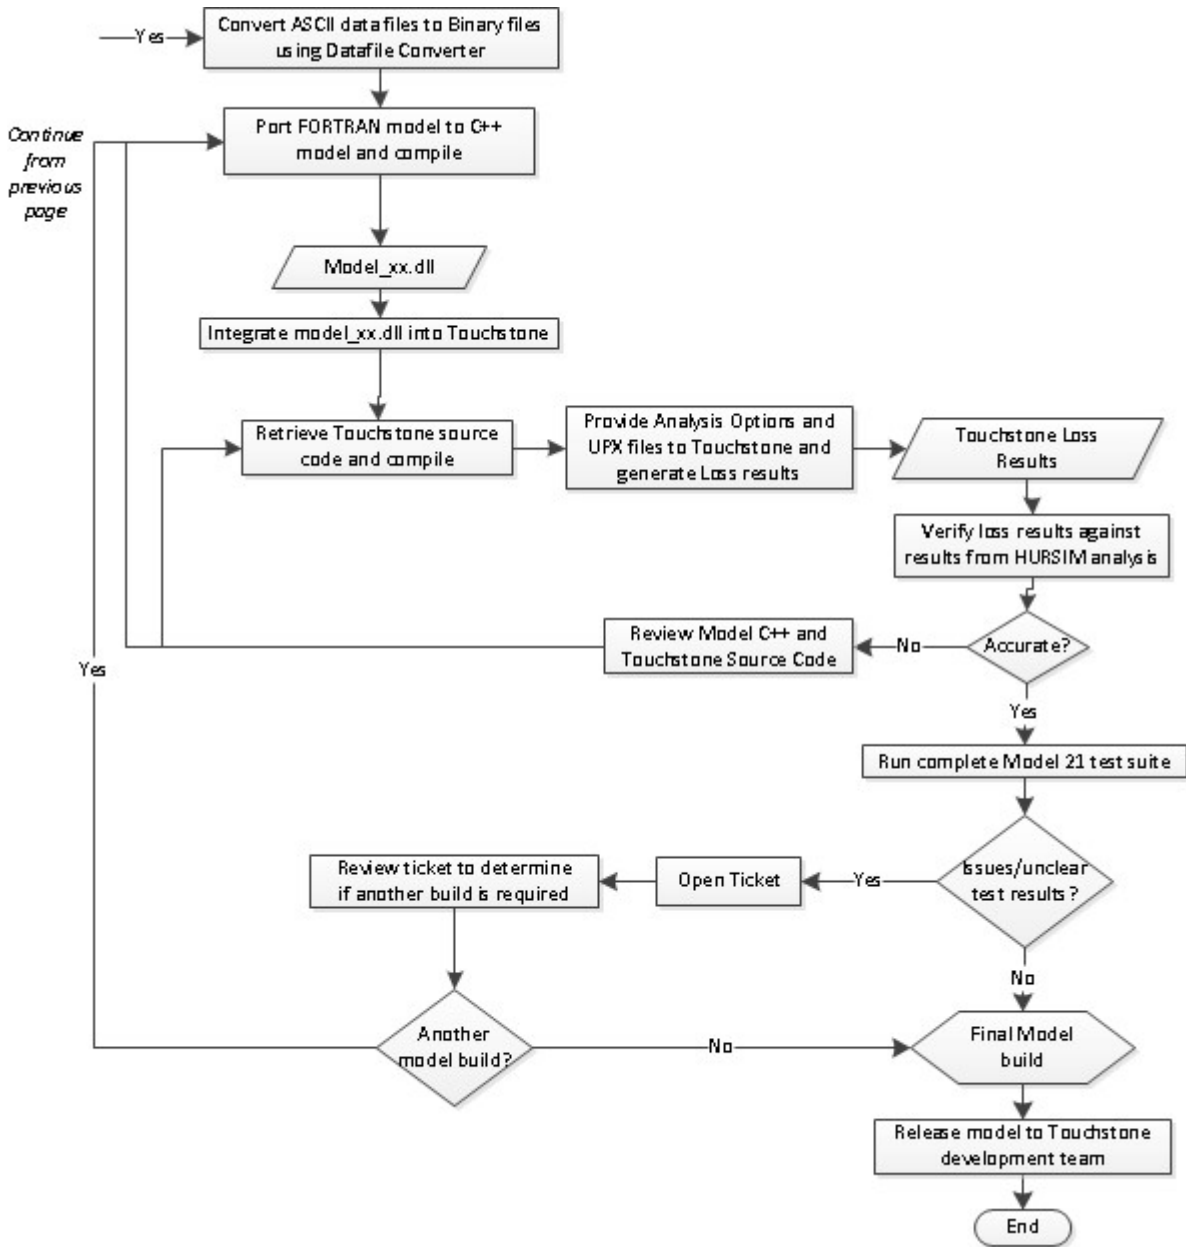 Yes
Convert ASCII data files to Binary files
using Datafile Converter
Continue
from
previous
page
Port FORTRAN model to C++
model and compile
Model_xx.dll
Integrate model_xx.dll into Touchstone
Retrieve Touchstone source
code and compile
Provide Analysis Options and
UPX files to Touchstone and
generate Loss results
Touchstone Loss
Results
Verify loss results against
results from HURSIM analysis
Accurate?
No
Review Model C++ and
Touchstone Source Code
Yes
Yes
Run complete Model 21 test suite
Issues/unclear
test results?
Yes
Open Ticket
Review ticket to determine
if another build is required
No
Another
model build?
No
Final Model
build
Release model to Touchstone
development team
End